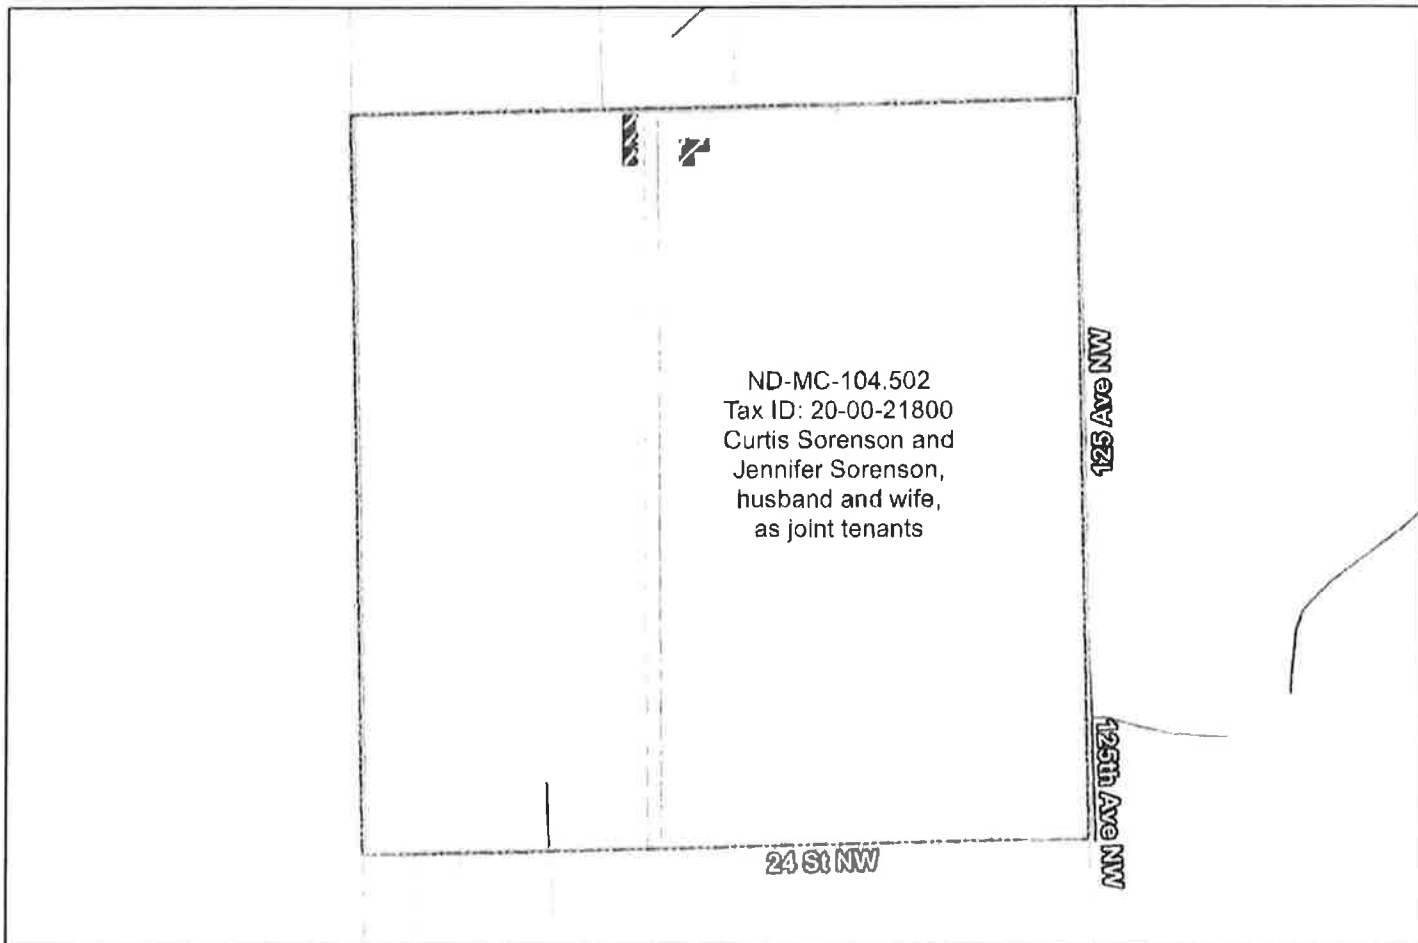 ND-MC-104.502
Tax ID: 20-00-21800
Curtis Sorenson and
Jennifer Sorenson,
husband and wife,
as joint tenants
125 Ave NW
125th Ave NW
24 St NW